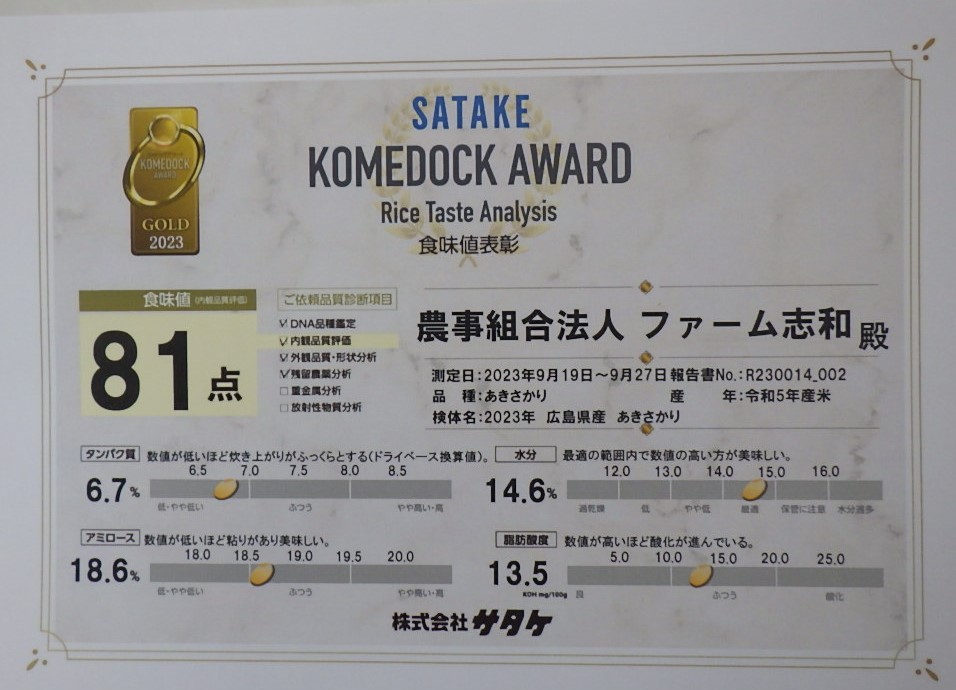 SATAKE
KOMEDOCK AWARD
Rice Taste Analysis
食味値表彰
KOMEDOCK
AWARD
GOLD
2023
食味値(内観品質評価)
81点
ご依頼品質診断項目
☑DNA品種鑑定
☑内観品質評価
☑外観品質・形状分析
☑残留農薬分析
□重金属分析
□放射性物質分析
農事組合法人 ファーム志和 殿
測定日:2023年9月19日〜9月27日 報告書No.:R230014_002
品 種:あきさかり 産 年:令和5年産米
検体名:2023年 広島県産 あきさかり
タンパク質 数値が低いほど炊き上がりがふっくらとする(ドライベース換算値)。
6.5 7.0 7.5 8.0 8.5
6.7%
低・やや低い ふつう やや高い・高
水分 最適の範囲内で数値の高い方が美味しい。
12.0 13.0 14.0 15.0 16.0
14.6%
過乾燥 低 やや低 最適 保管に注意 水分過多
アミロース 数値が低いほど粘りがあり美味しい。
18.0 18.5 19.0 19.5 20.0
18.6%
低・やや低い ふつう やや高い・高
脂肪酸度 数値が高いほど酸化が進んでいる。
5.0 10.0 15.0 20.0 25.0
13.5
KOH mg/100g 良 ふつう 酸化
株式会社サタケ